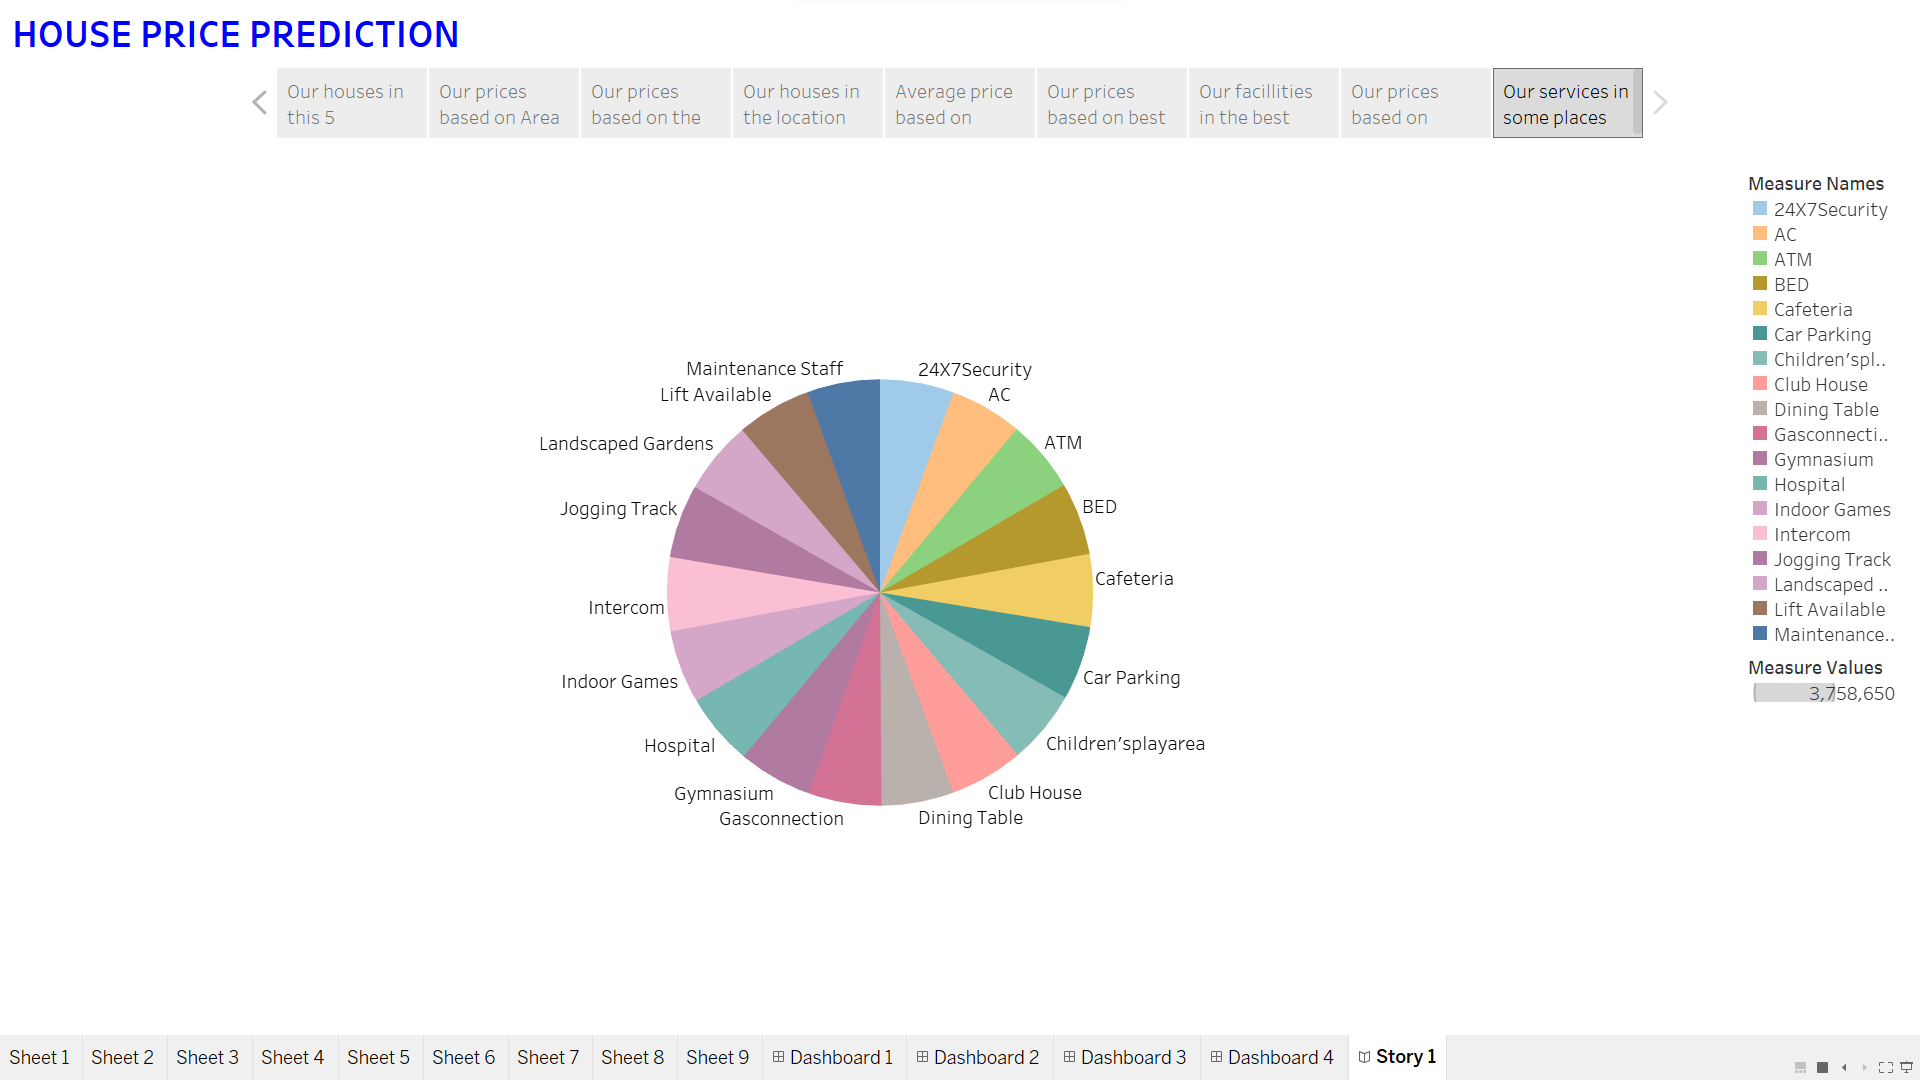 HOUSE PRICE PREDICTION
Our houses in
this 5
Our prices
based on Area
Our prices
based on the
Our houses in
the location
Average price
based on
Our prices
based on best
Our facillities
in the best
Our prices
based on
Our services in
some places
Measure Names
24X7Security
AC
ATM
BED
Cafeteria
Car Parking
Children'spl..
Club House
Dining Table
Gasconnecti..
Gymnasium
Hospital
Indoor Games
Intercom
Jogging Track
Landscaped ..
Lift Available
Maintenance..
Measure Values
3,758,650
Maintenance Staff
24X7Security
Lift Available
AC
Landscaped Gardens
ATM
Jogging Track
BED
Cafeteria
Intercom
Car Parking
Indoor Games
Children'splayarea
Hospital
Club House
Gymnasium
Dining Table
Gasconnection
Sheet 1
Sheet 2
Sheet 3
Sheet 4
Sheet 5
Sheet 6
Sheet 7
Sheet 8
Sheet 9
Dashboard 1
Dashboard 2
Dashboard 3
Dashboard 4
Story 1